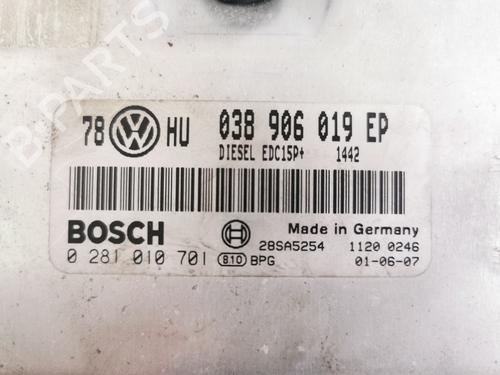 B-PARTS
78 HU 038 906 019 EP
DIESEL EDC15P+ 1442
BOSCH
Made in Germany
28SA5254 1120 0246
0 281 010 701 810 BPG 01-06-07